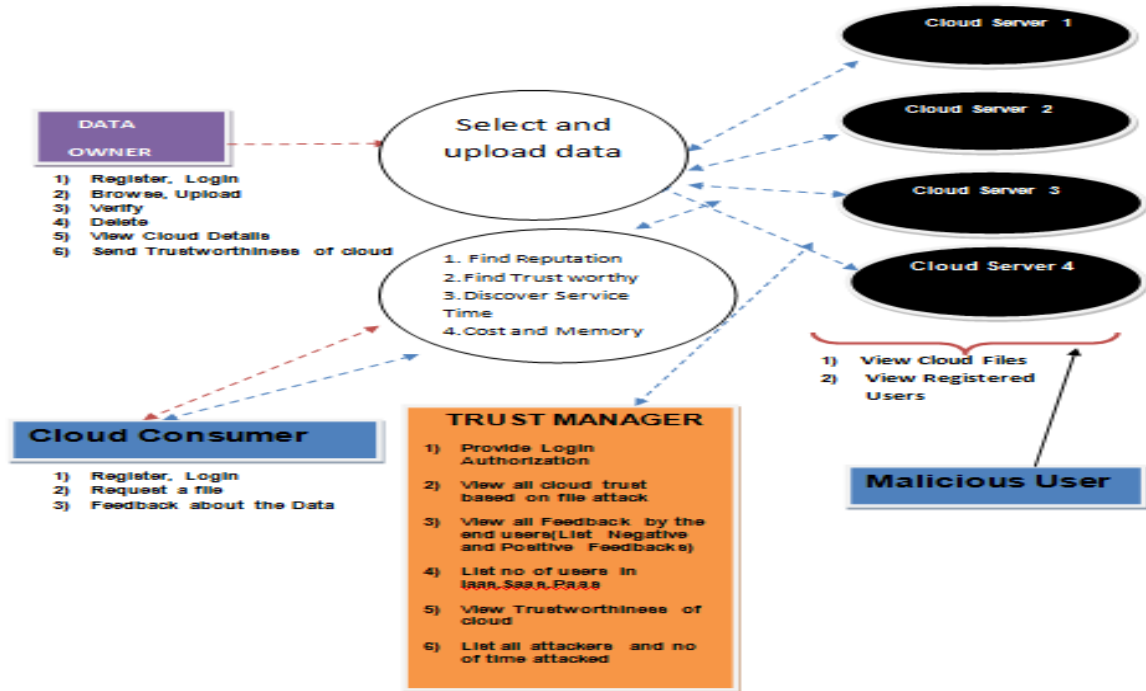 Cloud Server 1
Cloud Server 2
Cloud Server 3
Cloud Server 4
DATA
OWNER
1) Register, Login
2) Browse, Upload
3) Verify
4) Delete
5) View Cloud Details
6) Send Trustworthiness of cloud
Select and
upload data
1. Find Reputation
2.Find Trust worthy
3.Discover Service
Time
4.Cost and Memory
1) View Cloud Files
2) View Registered
Users
Cloud Consumer
1) Register, Login
2) Request a file
3) Feedback about the Data
TRUST MANAGER
1) Provide Login
Authorization
2) View all cloud trust
based on file attack
3) View all Feedback by the
end users(List Negative
and Positive Feedbacks)
4) List no of users in
Iaas,Saas,Paas
5) View Trustworthiness of
cloud
6) List all attackers and no
of time attacked
Malicious User